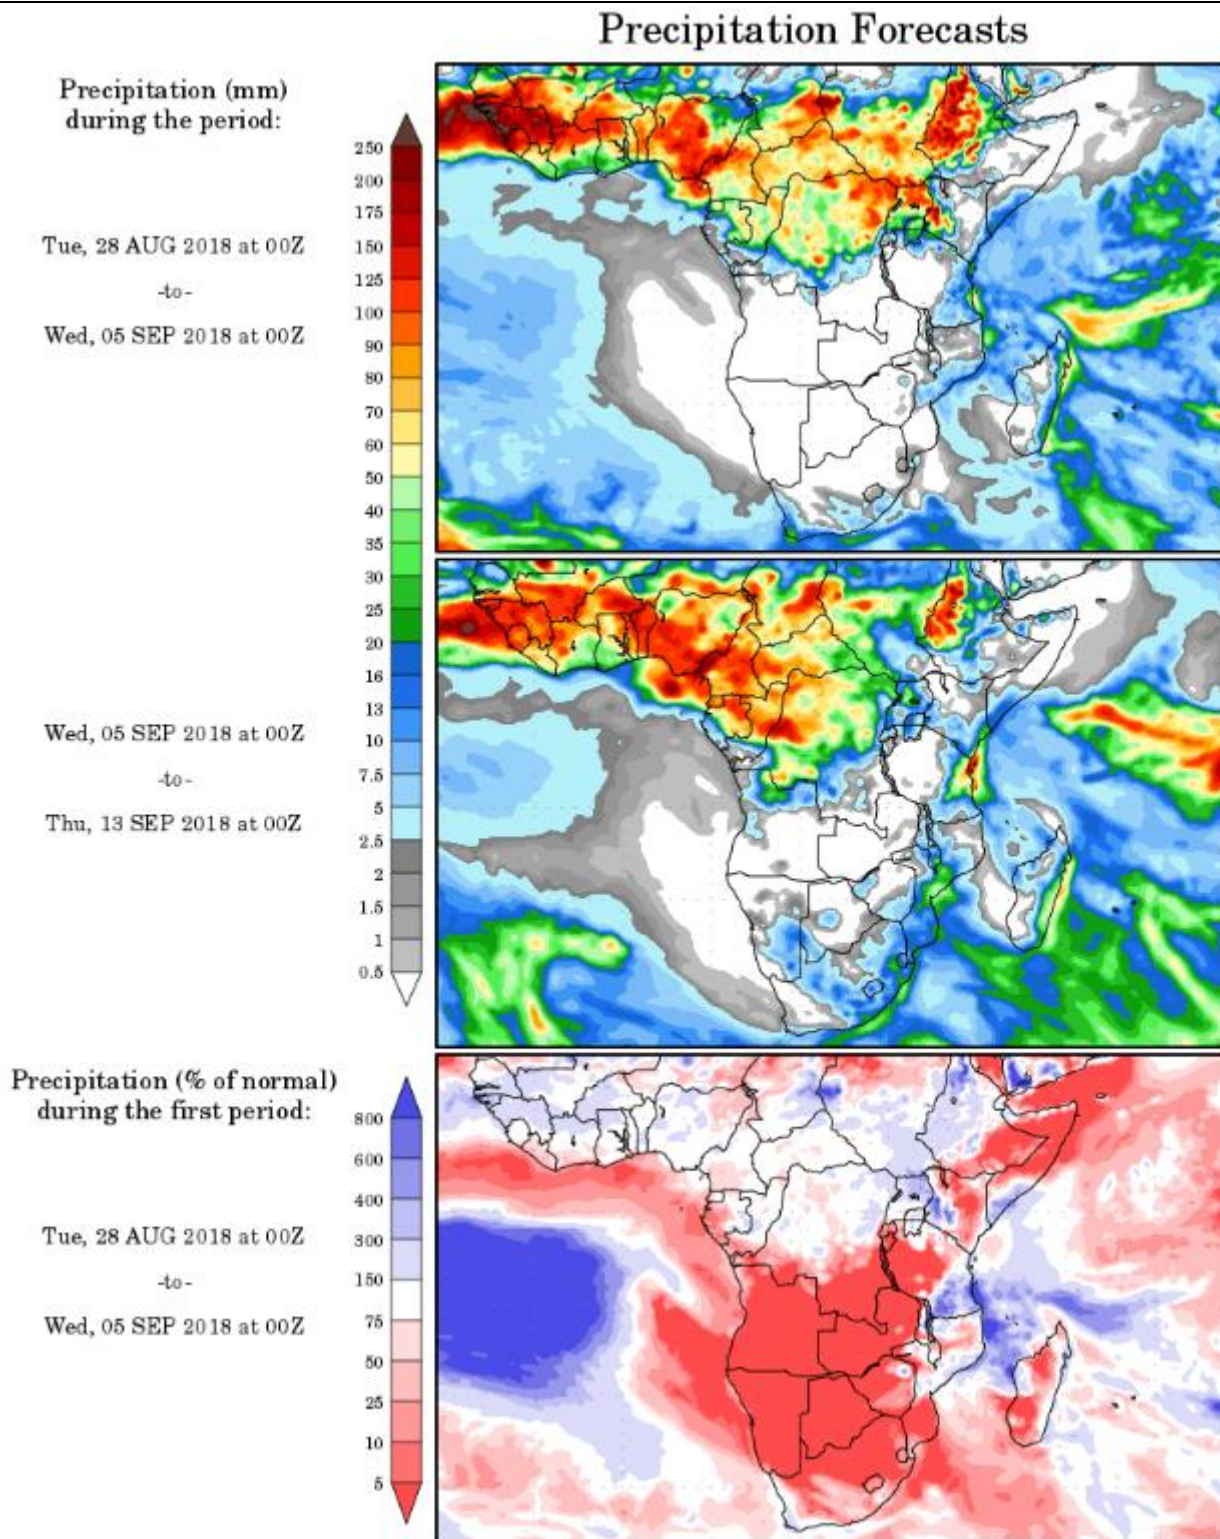 Precipitation Forecasts
Precipitation (mm)
during the period:
250
200
175
150
125
100
90
80
70
60
50
40
35
30
25
20
16
13
10
7.5
5
2.5
2
1.5
1
0.5
Tue, 28 AUG 2018 at 00Z
-to-
Wed, 05 SEP 2018 at 00Z
Wed, 05 SEP 2018 at 00Z
-to-
Thu, 13 SEP 2018 at 00Z
Precipitation (% of normal)
during the first period:
800
600
400
300
150
75
50
25
10
5
Tue, 28 AUG 2018 at 00Z
-to-
Wed, 05 SEP 2018 at 00Z